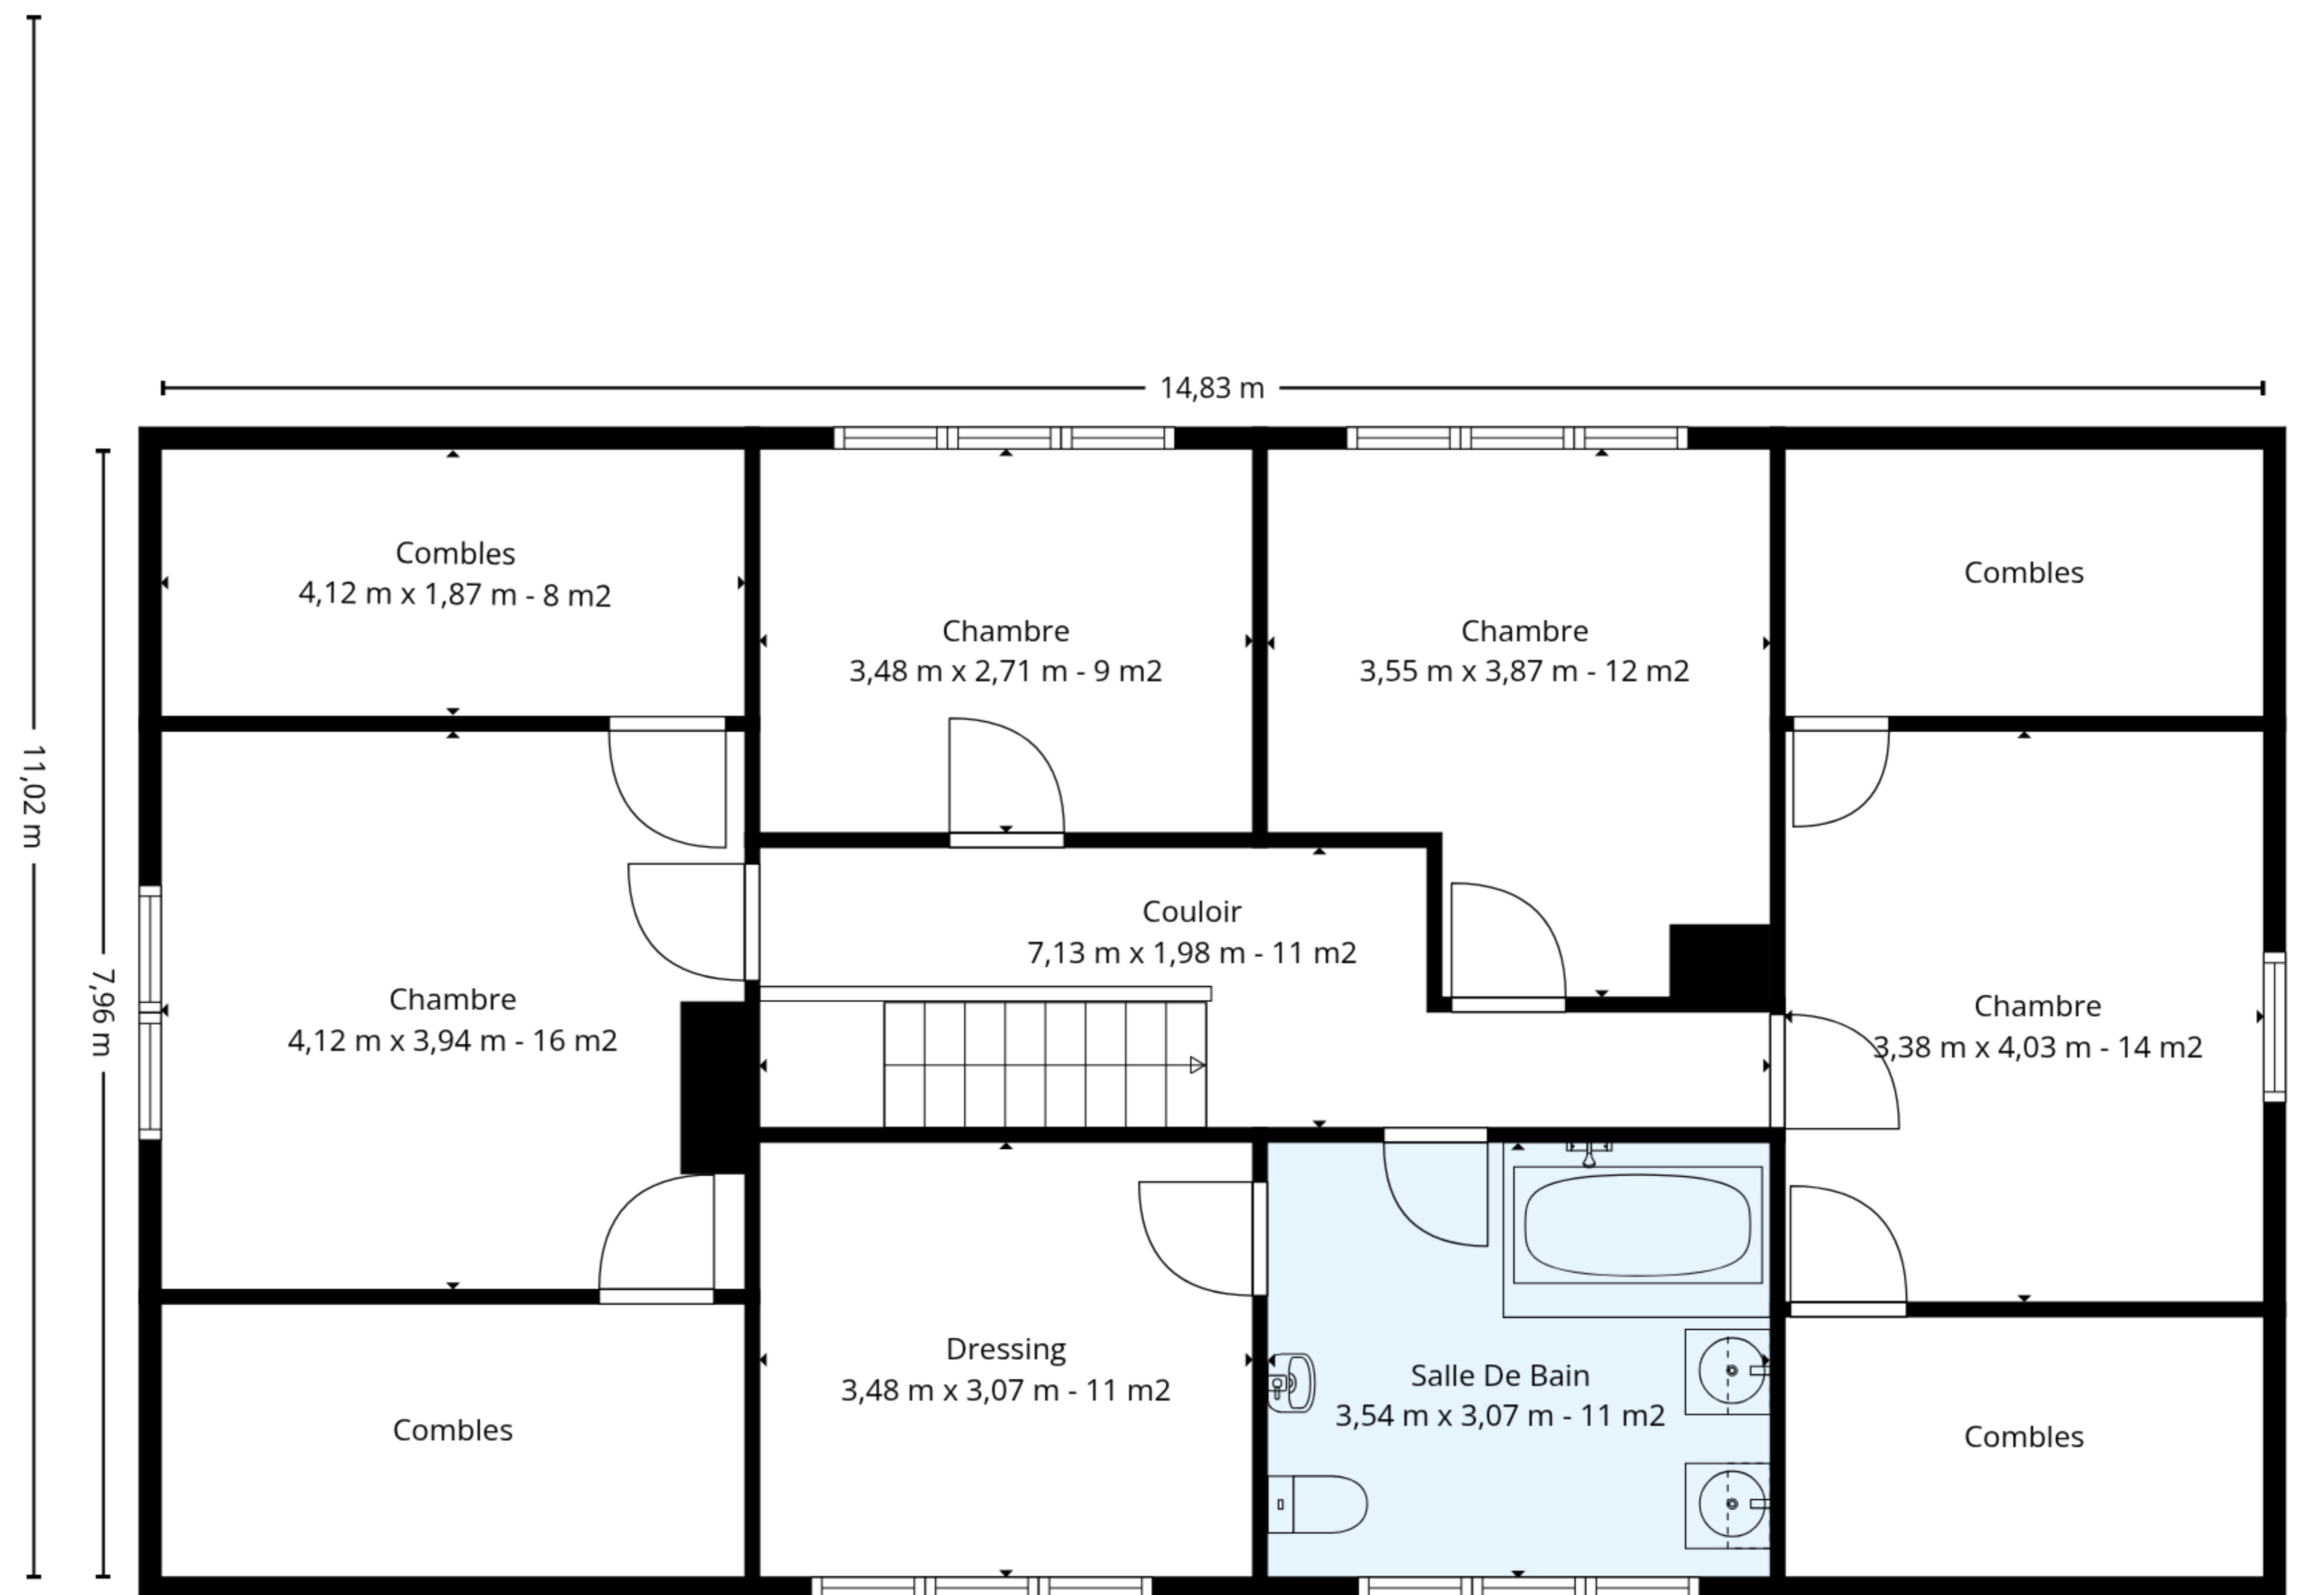 14,83 m
11,02 m
7,96 m
Combles
4,12 m x 1,87 m - 8 m2
Chambre
3,48 m x 2,71 m - 9 m2
Chambre
3,55 m x 3,87 m - 12 m2
Combles
Couloir
7,13 m x 1,98 m - 11 m2
Chambre
4,12 m x 3,94 m - 16 m2
Chambre
3,38 m x 4,03 m - 14 m2
Combles
Dressing
3,48 m x 3,07 m - 11 m2
Salle De Bain
3,54 m x 3,07 m - 11 m2
Combles